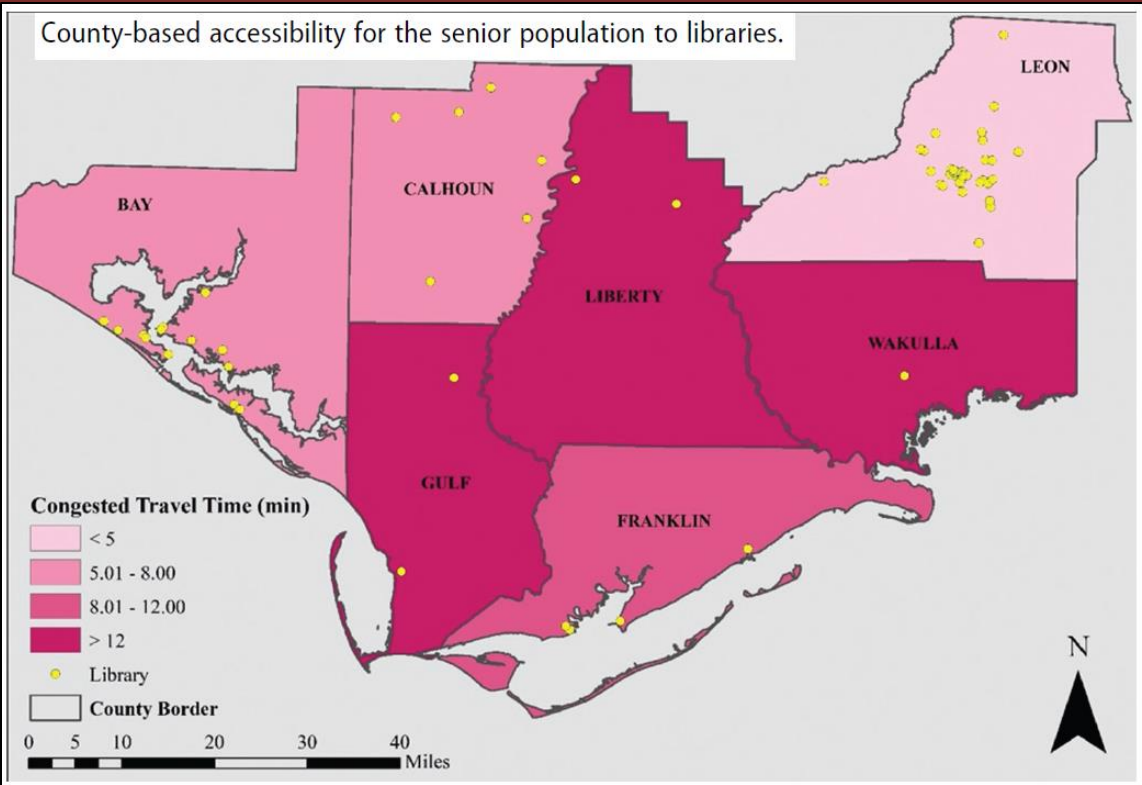 County-based accessibility for the senior population to libraries.
LEON
BAY
CALHOUN
LIBERTY
WAKULLA
GULF
FRANKLIN
Congested Travel Time (min)
< 5
5.01 - 8.00
8.01 - 12.00
> 12
Library
County Border
0 5 10 20 30 40
Miles
N